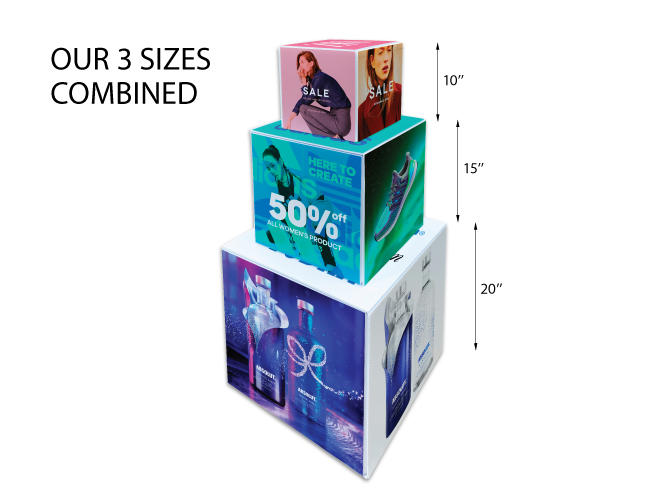 OUR 3 SIZES
COMBINED
10’’
SALE
SALE
15’’
HERE TO
CREATE
50% off
ALL WOMEN'S PRODUCT
20’’
ABSOLUT.
ABSOLUT.
ABSOLUT.